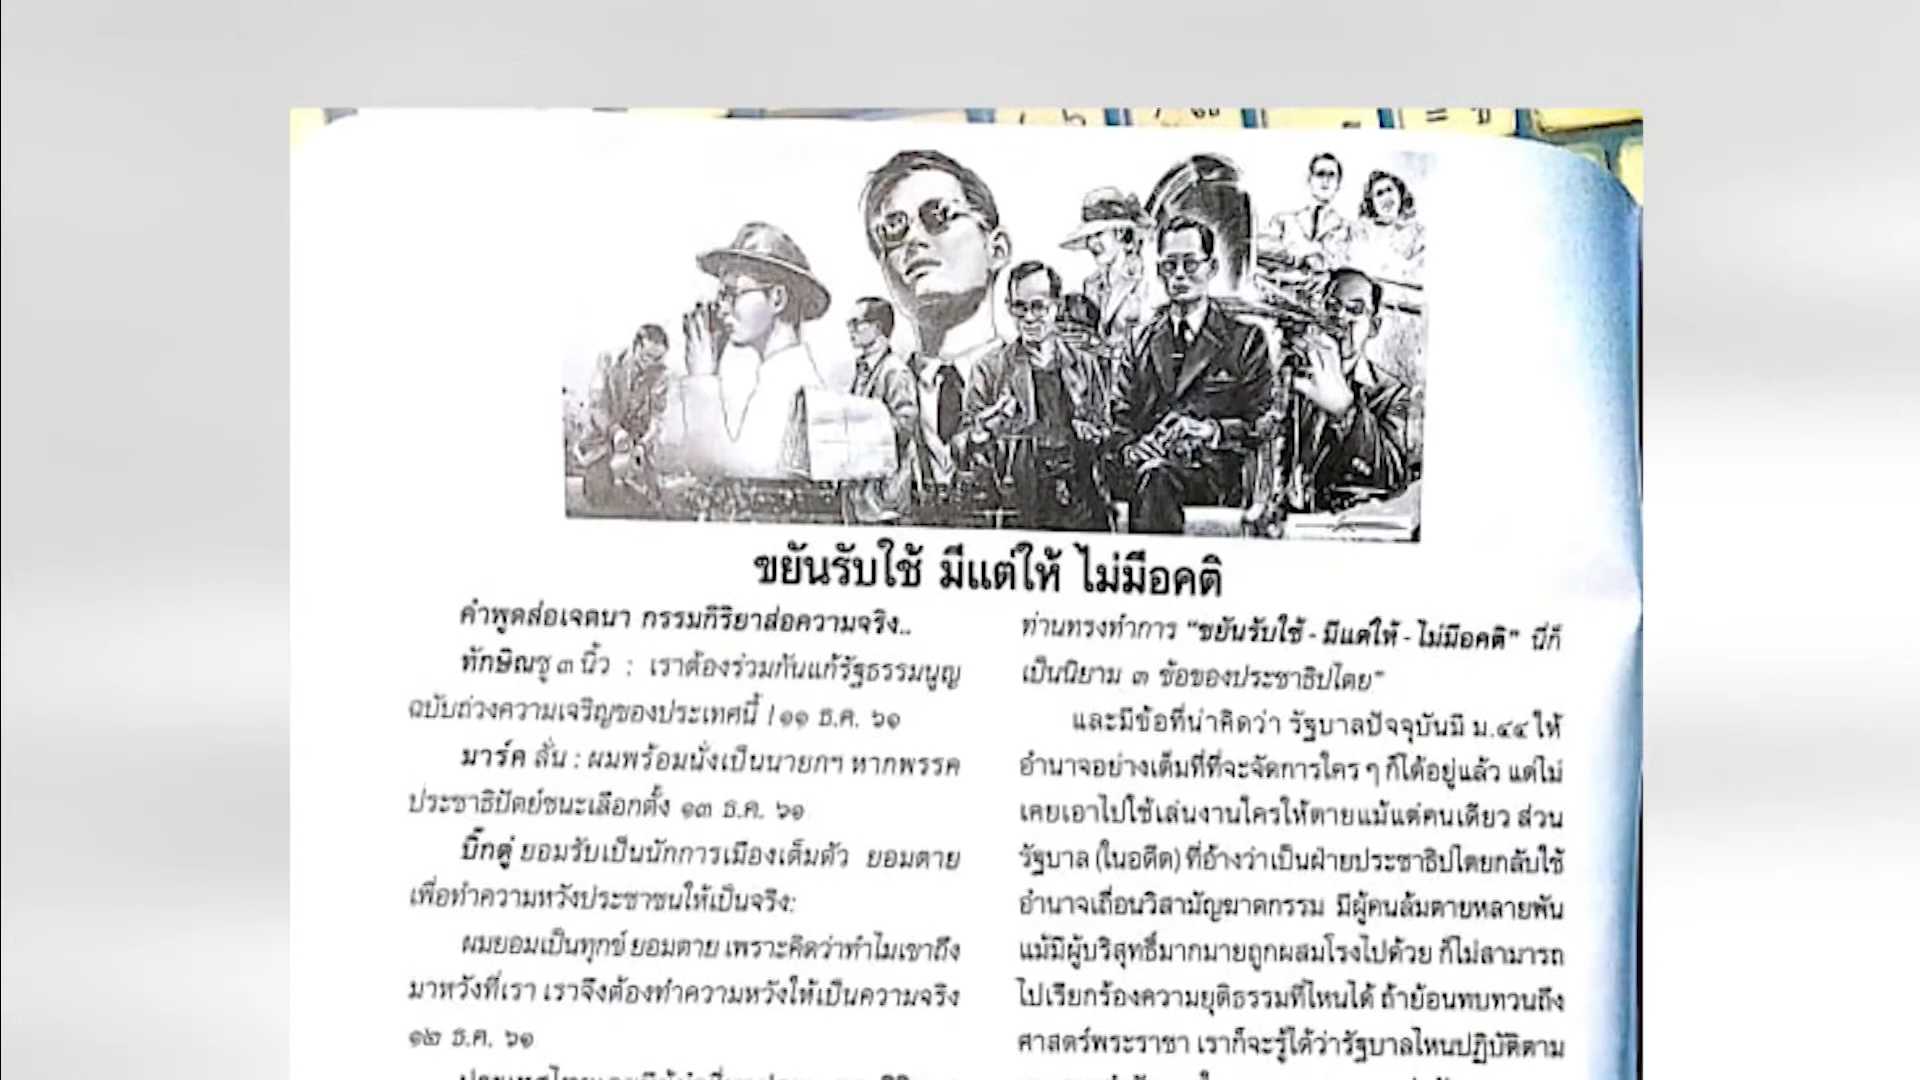 ขยันรับใช้ มีแต่ให้ ไม่มีอคติ
คำพูดส่อเจตนา กรรมกิริยาส่อความจริง..
ทักษิณชู ๓ นิ้ว : เราต้องร่วมกันแก้รัฐธรรมนูญ
ฉบับถ่วงความเจริญของประเทศนี้ / ๑๑ ธ.ค. ๖๑
มาร์ค ลั่น : ผมพร้อมนั่งเป็นนายกฯ หากพรรค
ประชาธิปัตย์ชนะเลือกตั้ง ๑๓ ธ.ค. ๖๑
บิ๊กตู่ ยอมรับเป็นนักการเมืองเต็มตัว ยอมตาย
เพื่อทำความหวังประชาชนให้เป็นจริง:
ผมยอมเป็นทุกข์ ยอมตาย เพราะคิดว่าทำไมเขาถึง
มาหวังที่เรา เราจึงต้องทำความหวังให้เป็นความจริง
๑๒ ธ.ค. ๖๑
ท่านทรงทำการ “ขยันรับใช้ - มีแต่ให้ - ไม่มีอคติ” นี่ก็
เป็นนิยาม ๓ ข้อของประชาธิปไตย”
และมีข้อที่น่าคิดว่า รัฐบาลปัจจุบันมี ม.๔๔ ให้
อำนาจอย่างเต็มที่ที่จะจัดการใคร ๆ ก็ได้อยู่แล้ว แต่ไม่
เคยเอาไปใช้เล่นงานใครให้ตายแม้แต่คนเดียว ส่วน
รัฐบาล (ในอดีต) ที่อ้างว่าเป็นฝ่ายประชาธิปไตยกลับใช้
อำนาจเถื่อนวิสามัญฆาตกรรม มีผู้คนล้มตายหลายพัน
แม้มีผู้บริสุทธิ์มากมายถูกผสมโรงไปด้วย ก็ไม่สามารถ
ไปเรียกร้องความยุติธรรมที่ไหนได้ ถ้าย้อนทบทวนถึง
ศาสตร์พระราชา เราก็จะรู้ได้ว่ารัฐบาลไหนปฏิบัติตาม